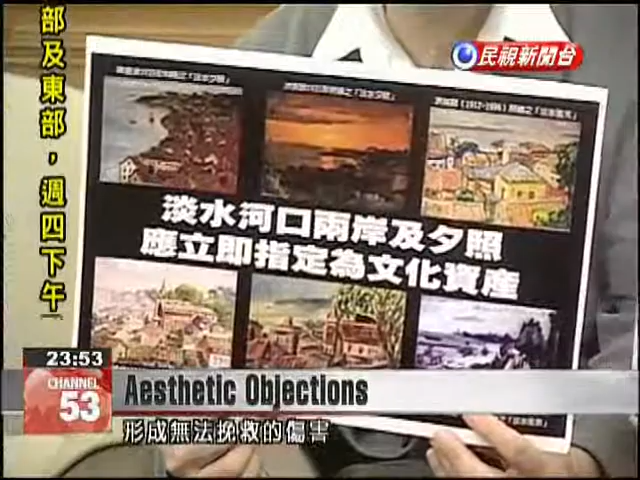 部及東部，週四下午
民視新聞台
淡水河口兩岸及夕照
應立即指定為文化資產
23:53
CHANNEL
53
Aesthetic Objections
形成無法挽救的傷害